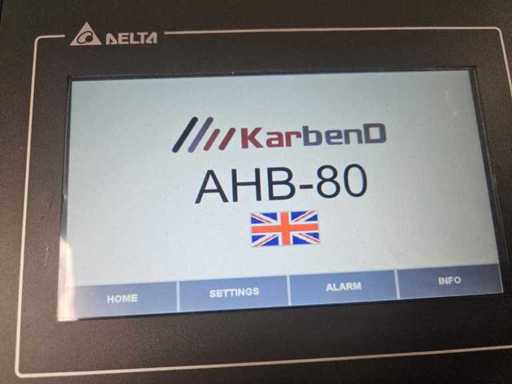 DELTA
KarbenD
AHB-80
HOME SETTINGS ALARM INFO